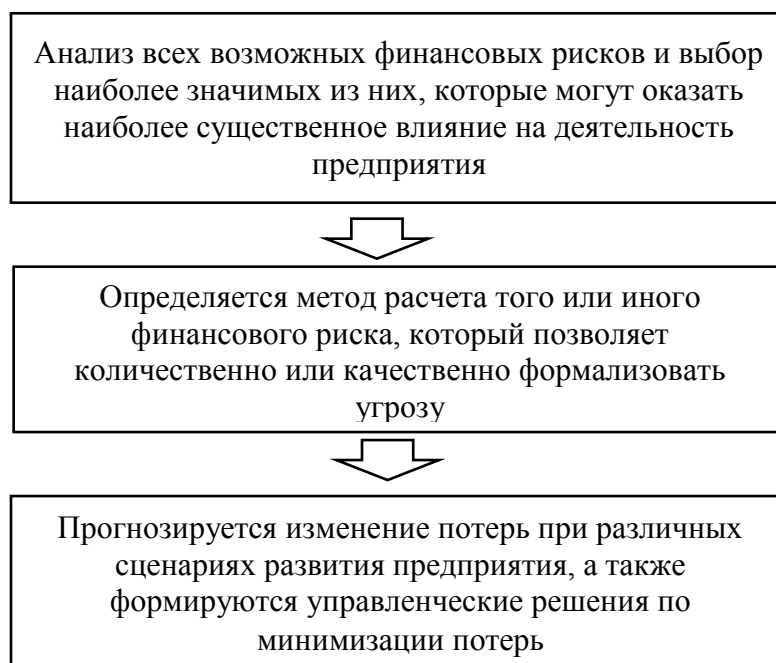 Анализ всех возможных финансовых рисков и выбор
наиболее значимых из них, которые могут оказать
наиболее существенное влияние на деятельность
предприятия
Определяется метод расчета того или иного
финансового риска, который позволяет
количественно или качественно формализовать
угрозу
Прогнозируется изменение потерь при различных
сценариях развития предприятия, а также
формируются управленческие решения по
минимизации потерь